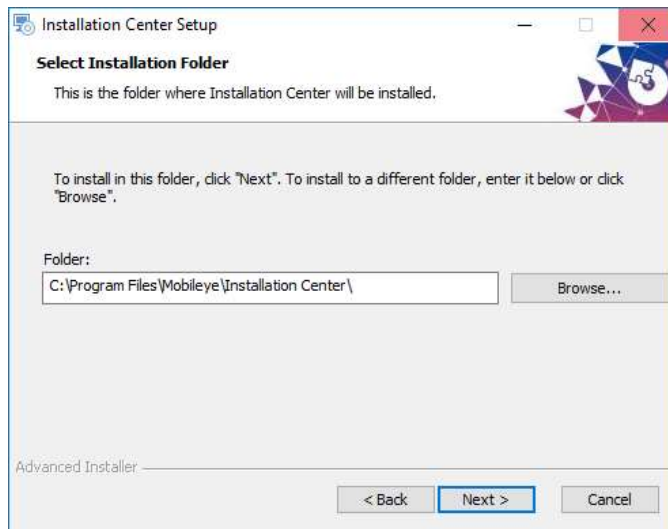 Installation Center Setup
Select Installation Folder
This is the folder where Installation Center will be installed.
To install in this folder, click "Next". To install to a different folder, enter it below or click
"Browse".
Folder:
C:\Program Files\Mobileye\Installation Center\
Browse...
Advanced Installer
< Back
Next >
Cancel